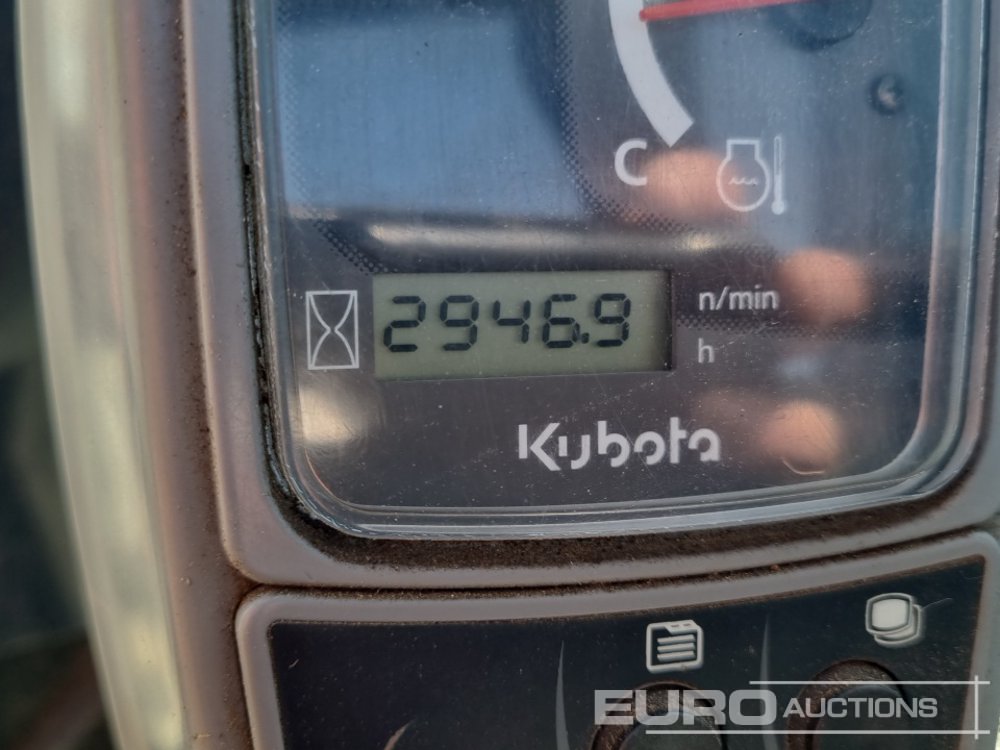 C
2946.9
n/min
h
Kubota
EURO AUCTIONS